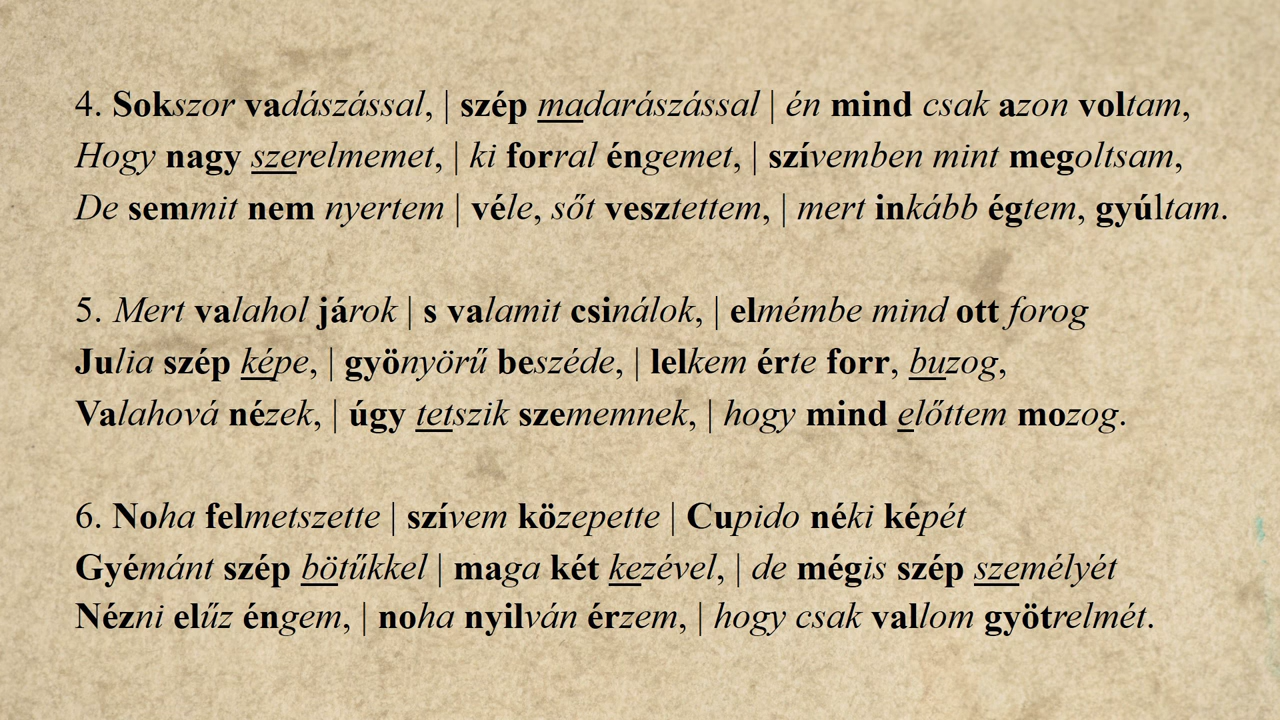 4. Sokszor vadászással, | szép madarászással | én mind csak azon voltam,
Hogy nagy szerelmemet, | ki forral éngemet, | szívemben mint megoltsam,
De semmit nem nyertem | véle, sőt vesztettem, | mert inkább égtem, gyúltam.
5. Mert valahol járok | s valamit csinálok, | elmémbe mind ott forog
Julia szép képe, | gyönyörű beszéde, | lelkem érte forr, buzog,
Valahová nézek, | úgy tetszik szememnek, | hogy mind előttem mozog.
6. Noha felmetszette | szívem közepette | Cupido néki képét
Gyémánt szép bötűkkel | maga két kezével, | de mégis szép személyét
Nézni elűz éngem, | noha nyilván érzem, | hogy csak vallom gyötrelmét.